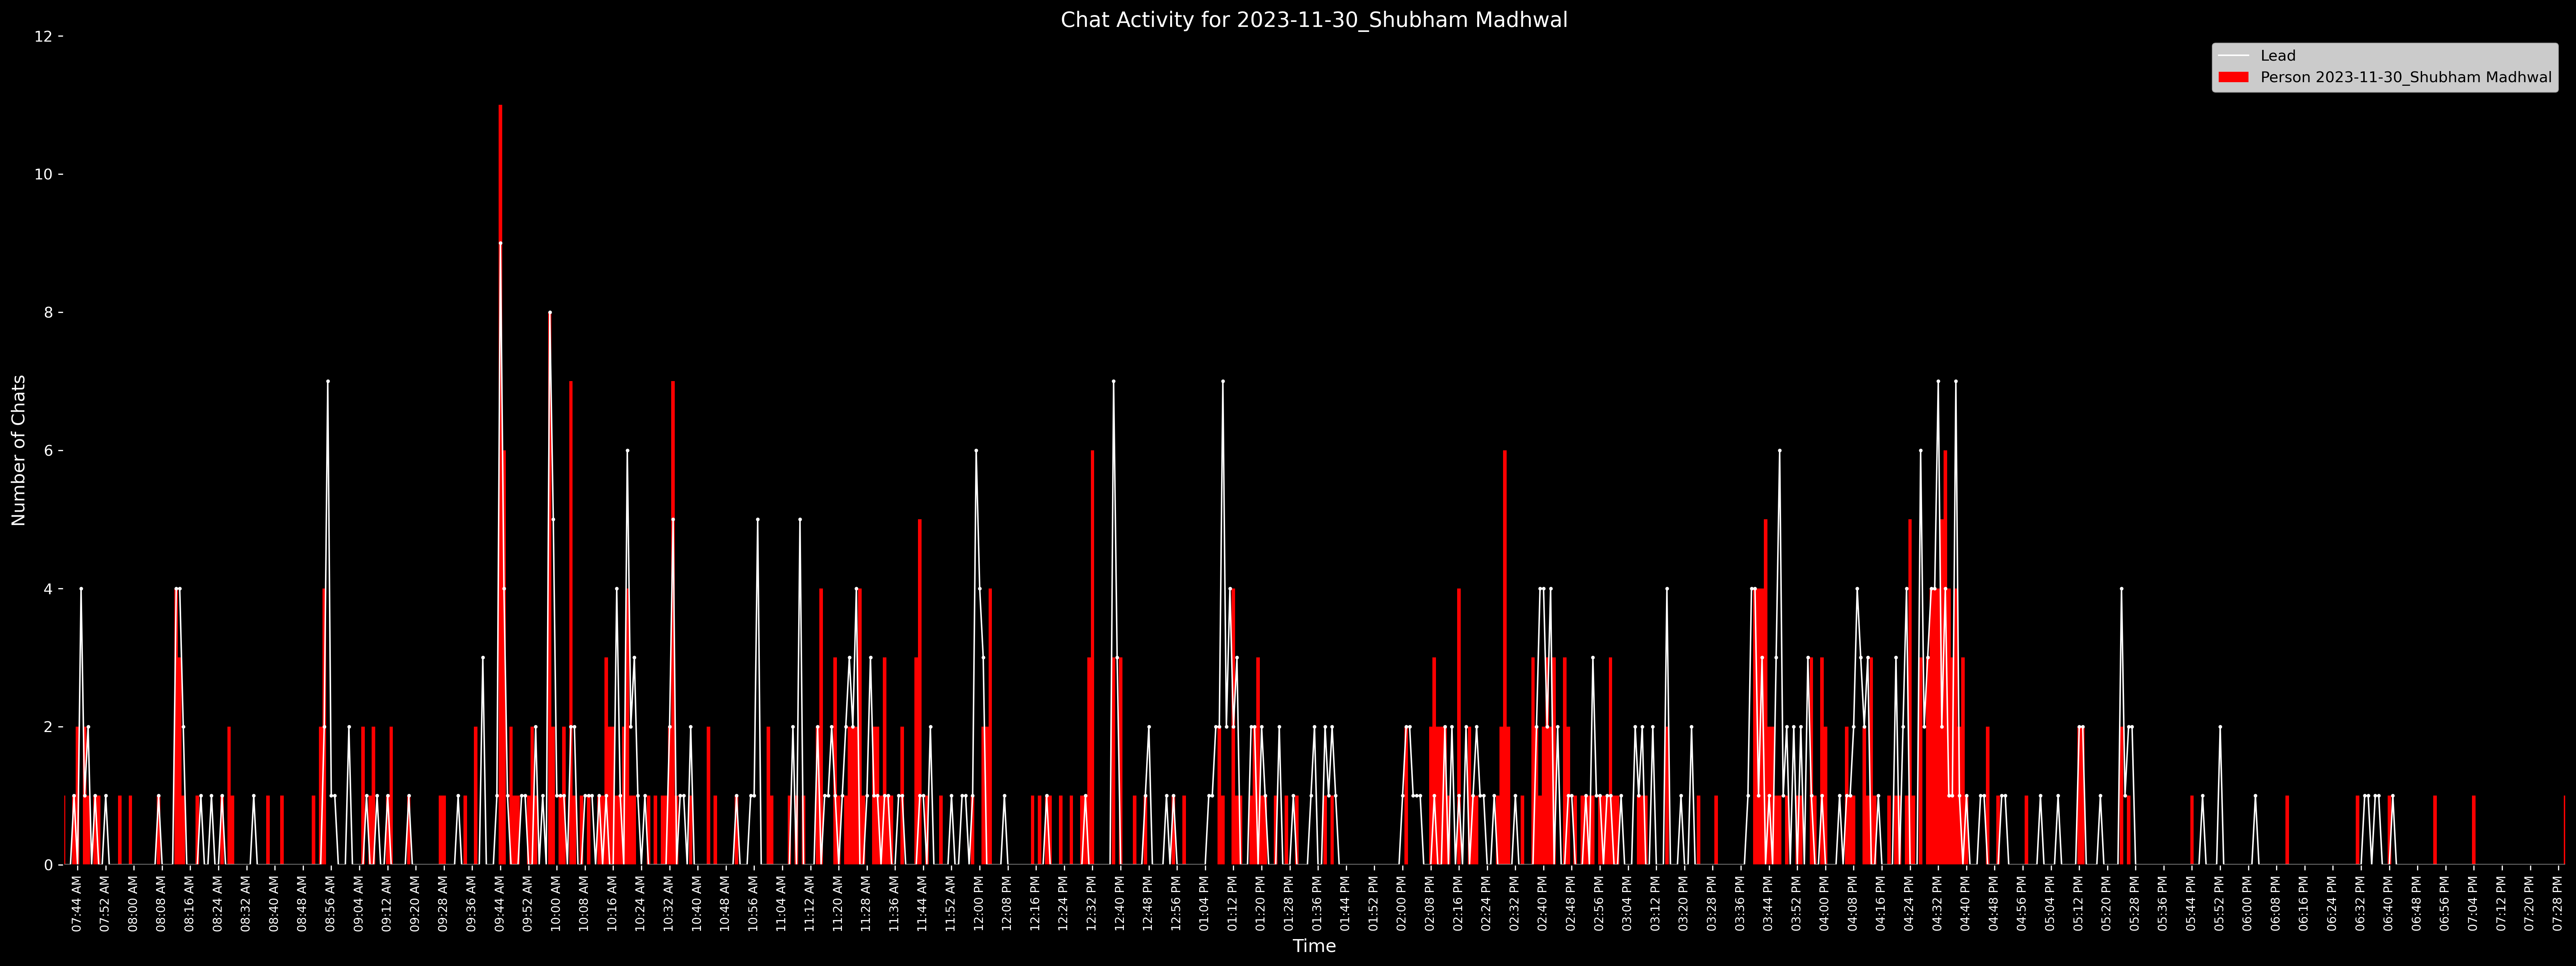 Chat Activity for 2023-11-30_Shubham Madhwal
Lead
Person 2023-11-30_Shubham Madhwal
Number of Chats
12
10
8
6
4
2
0
07:44 AM
07:52 AM
08:00 AM
08:08 AM
08:16 AM
08:24 AM
08:32 AM
08:40 AM
08:48 AM
08:56 AM
09:04 AM
09:12 AM
09:20 AM
09:28 AM
09:36 AM
09:44 AM
09:52 AM
10:00 AM
10:08 AM
10:16 AM
10:24 AM
10:32 AM
10:40 AM
10:48 AM
10:56 AM
11:04 AM
11:12 AM
11:20 AM
11:28 AM
11:36 AM
11:44 AM
11:52 AM
12:00 PM
12:08 PM
12:16 PM
12:24 PM
12:32 PM
12:40 PM
12:48 PM
12:56 PM
01:04 PM
01:12 PM
01:20 PM
01:28 PM
01:36 PM
01:44 PM
01:52 PM
02:00 PM
02:08 PM
02:16 PM
02:24 PM
02:32 PM
02:40 PM
02:48 PM
02:56 PM
03:04 PM
03:12 PM
03:20 PM
03:28 PM
03:36 PM
03:44 PM
03:52 PM
04:00 PM
04:08 PM
04:16 PM
04:24 PM
04:32 PM
04:40 PM
04:48 PM
04:56 PM
05:04 PM
05:12 PM
05:20 PM
05:28 PM
05:36 PM
05:44 PM
05:52 PM
06:00 PM
06:08 PM
06:16 PM
06:24 PM
06:32 PM
06:40 PM
06:48 PM
06:56 PM
07:04 PM
07:12 PM
07:20 PM
07:28 PM
Time